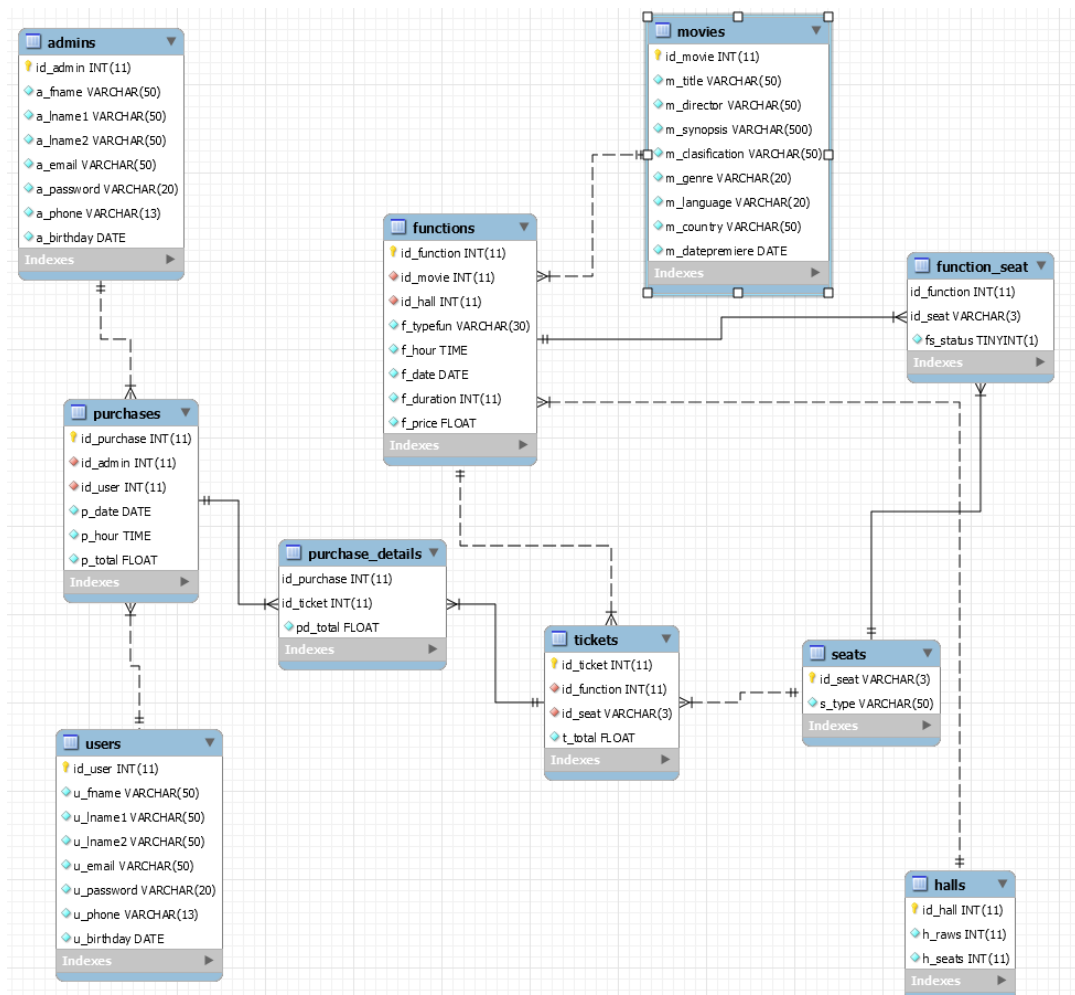 admins
id_admin INT(11)
a_fname VARCHAR(50)
a_lname1 VARCHAR(50)
a_lname2 VARCHAR(50)
a_email VARCHAR(50)
a_password VARCHAR(20)
a_phone VARCHAR(13)
a_birthday DATE
Indexes
movies
id_movie INT(11)
m_title VARCHAR(50)
m_director VARCHAR(50)
m_synopsis VARCHAR(500)
m_clasification VARCHAR(50)
m_genre VARCHAR(20)
m_language VARCHAR(20)
m_country VARCHAR(50)
m_datepremiere DATE
Indexes
functions
id_function INT(11)
id_movie INT(11)
id_hall INT(11)
f_typefun VARCHAR(30)
f_hour TIME
f_date DATE
f_duration INT(11)
f_price FLOAT
Indexes
function_seat
id_function INT(11)
id_seat VARCHAR(3)
fs_status TINYINT(1)
Indexes
purchases
id_purchase INT(11)
id_admin INT(11)
id_user INT(11)
p_date DATE
p_hour TIME
p_total FLOAT
Indexes
purchase_details
id_purchase INT(11)
id_ticket INT(11)
pd_total FLOAT
Indexes
tickets
id_ticket INT(11)
id_function INT(11)
id_seat VARCHAR(3)
t_total FLOAT
Indexes
seats
id_seat VARCHAR(3)
s_type VARCHAR(50)
Indexes
users
id_user INT(11)
u_fname VARCHAR(50)
u_lname1 VARCHAR(50)
u_lname2 VARCHAR(50)
u_email VARCHAR(50)
u_password VARCHAR(20)
u_phone VARCHAR(13)
u_birthday DATE
Indexes
halls
id_hall INT(11)
h_raws INT(11)
h_seats INT(11)
Indexes